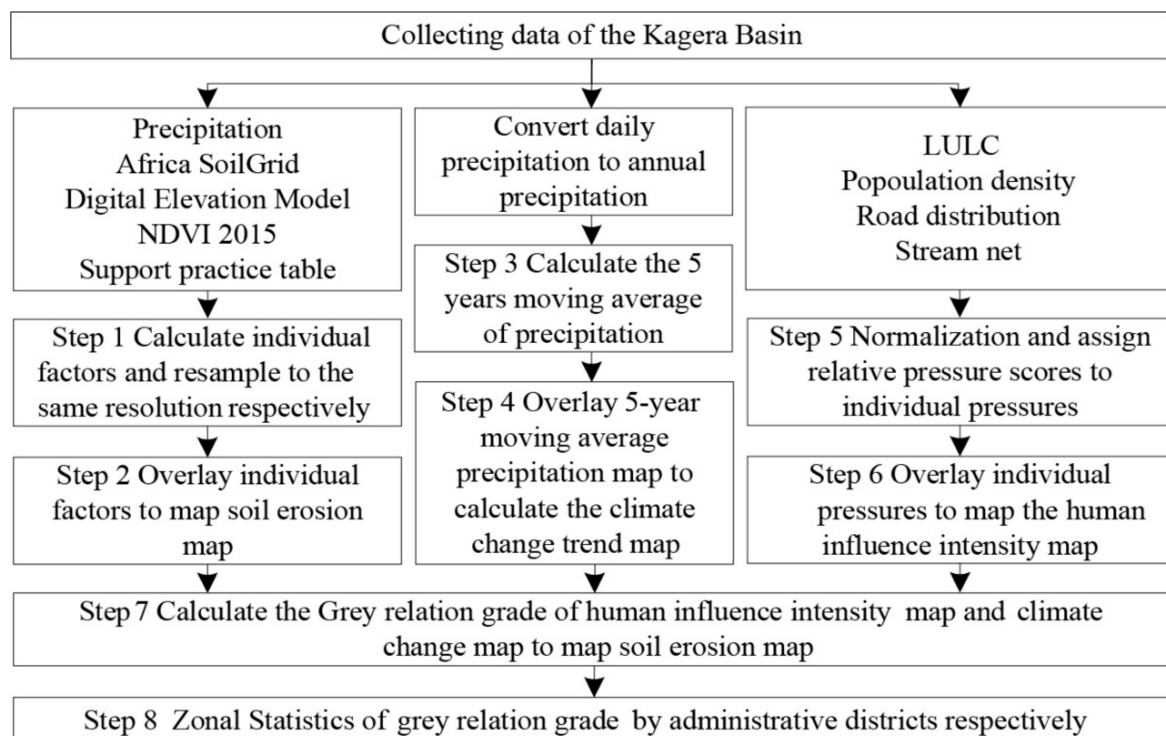 Collecting data of the Kagera Basin
Precipitation
Africa SoilGrid
Digital Elevation Model
NDVI 2015
Support practice table
Step 1 Calculate individual
factors and resample to the
same resolution respectively
Step 2 Overlay individual
factors to map soil erosion
map
Convert daily
precipitation to annual
precipitation
Step 3 Calculate the 5
years moving average
of precipitation
Step 4 Overlay 5-year
moving average
precipitation map to
calculate the climate
change trend map
LULC
Popoulation density
Road distribution
Stream net
Step 5 Normalization and assign
relative pressure scores to
individual pressures
Step 6 Overlay individual
pressures to map the human
influence intensity map
Step 7 Calculate the Grey relation grade of human influence intensity map and climate
change map to map soil erosion map
Step 8 Zonal Statistics of grey relation grade by administrative districts respectively